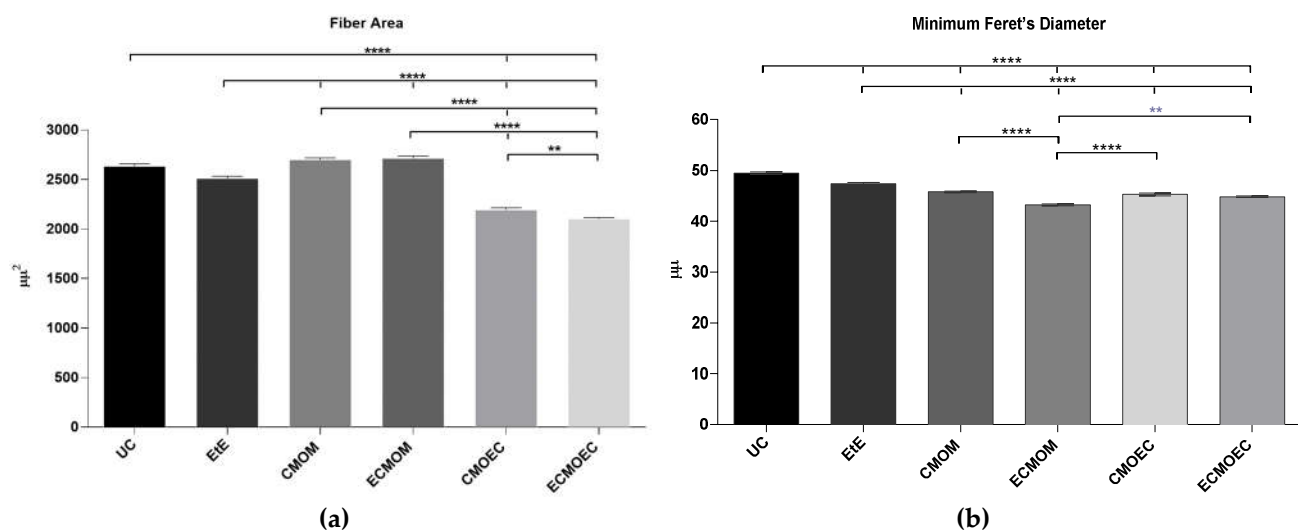 Fiber Area
****
****
****
****
**
3000
2500
2000
1500
1000
500
0
μμ²
UC
EtE
CMOM
ECMOM
CMOEC
ECMOEC
(a)
Minimum Feret's Diameter
****
****
**
****
****
60
50
40
30
20
10
0
μμ
UC
EtE
CMOM
ECMOM
CMOEC
ECMOEC
(b)